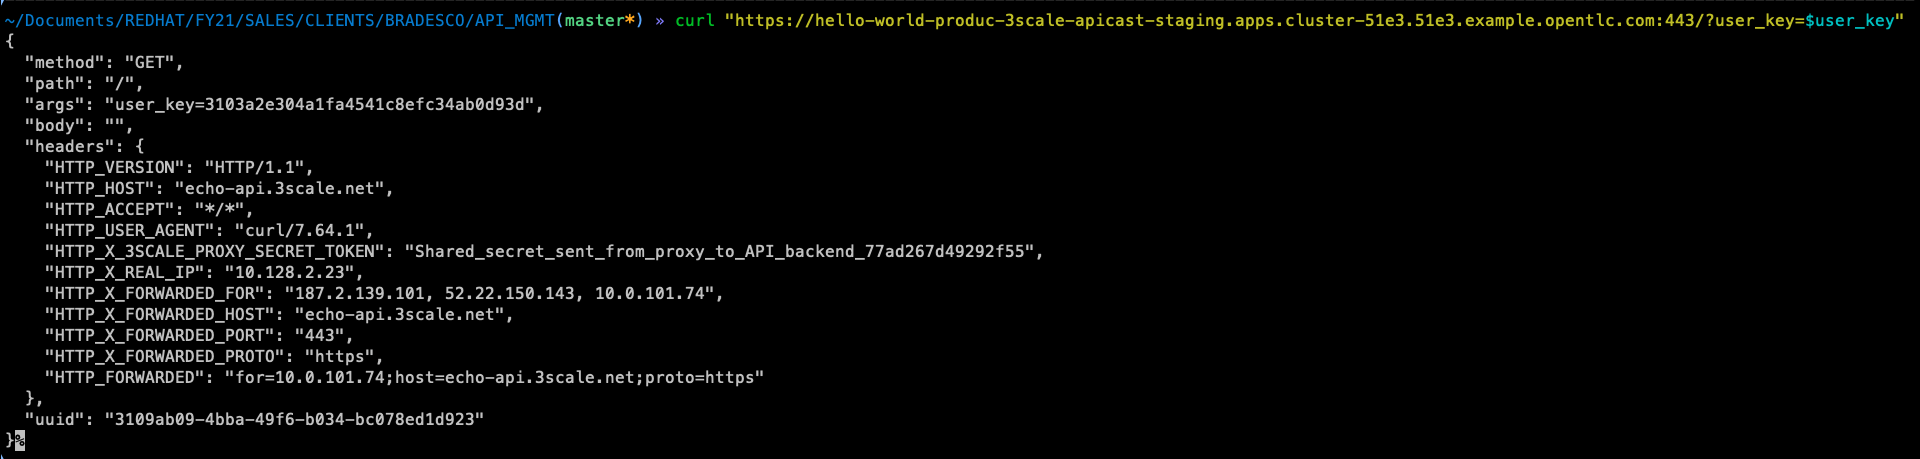 ~/Documents/REDHAT/FY21/SALES/CLIENTS/BRADESCO/API_MGMT(master*) » curl "https://hello-world-produc-3scale-apicast-staging.apps.cluster-51e3.51e3.example.opentlc.com:443/?user_key=$user_key"
{
  "method": "GET",
  "path": "/",
  "args": "user_key=3103a2e304a1fa4541c8efc34ab0d93d",
  "body": "",
  "headers": {
    "HTTP_VERSION": "HTTP/1.1",
    "HTTP_HOST": "echo-api.3scale.net",
    "HTTP_ACCEPT": "*/*",
    "HTTP_USER_AGENT": "curl/7.64.1",
    "HTTP_X_3SCALE_PROXY_SECRET_TOKEN": "Shared_secret_sent_from_proxy_to_API_backend_77ad267d49292f55",
    "HTTP_X_REAL_IP": "10.128.2.23",
    "HTTP_X_FORWARDED_FOR": "187.2.139.101, 52.22.150.143, 10.0.101.74",
    "HTTP_X_FORWARDED_HOST": "echo-api.3scale.net",
    "HTTP_X_FORWARDED_PORT": "443",
    "HTTP_X_FORWARDED_PROTO": "https",
    "HTTP_FORWARDED": "for=10.0.101.74;host=echo-api.3scale.net;proto=https"
  },
  "uuid": "3109ab09-4bba-49f6-b034-bc078ed1d923"
}%